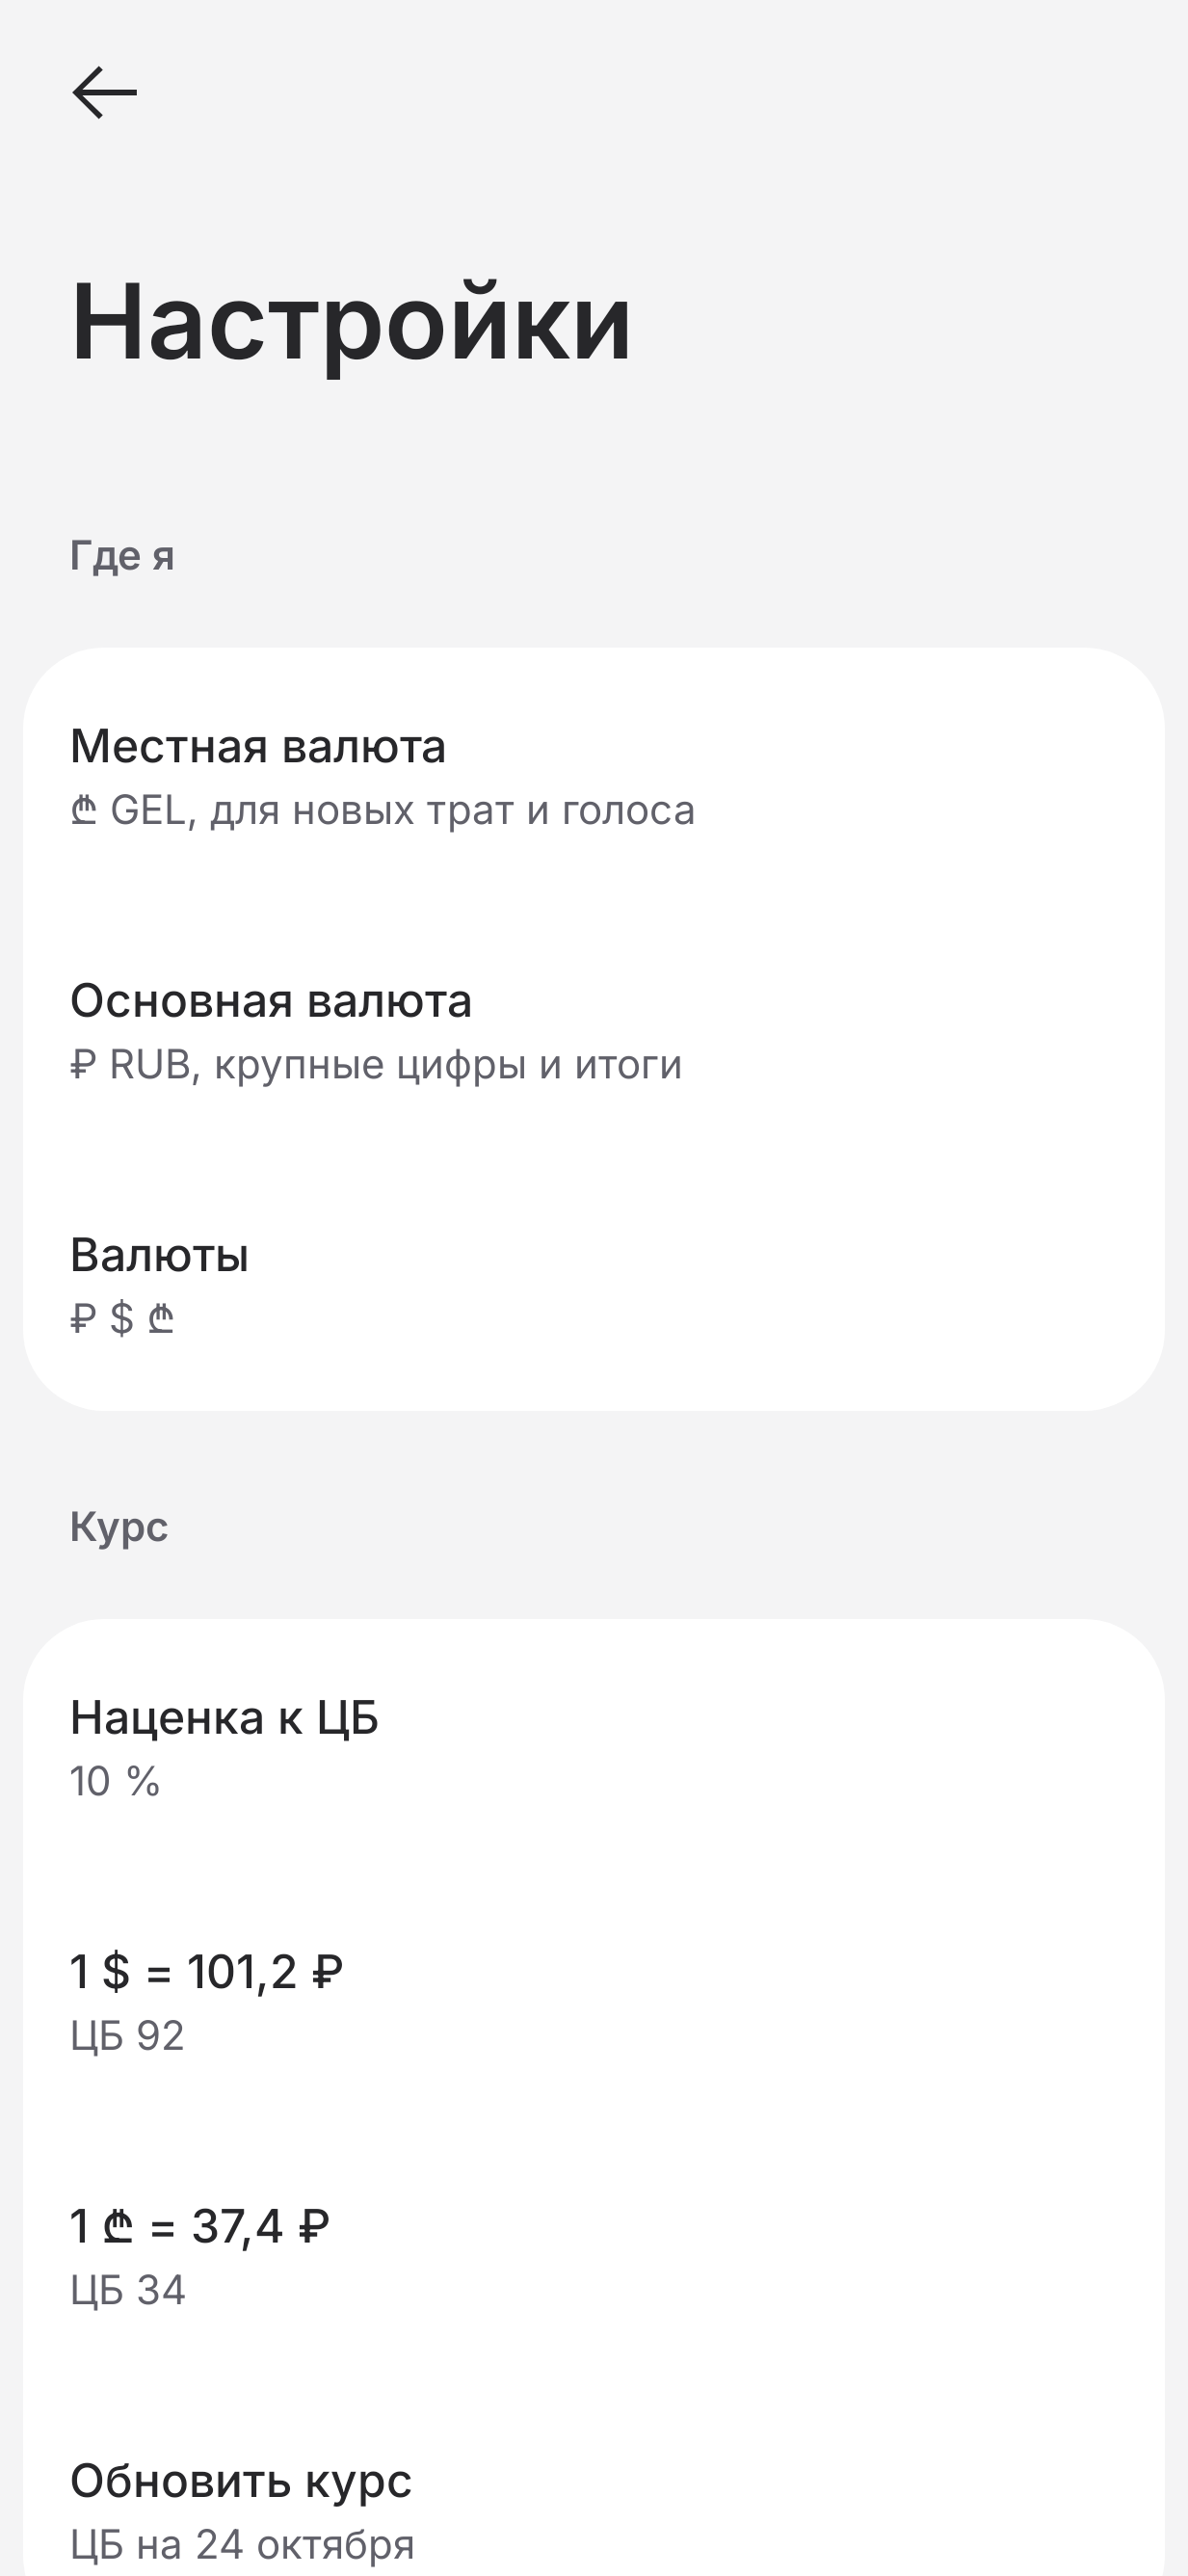 Настройки
Где я
Местная валюта
₾ GEL, для новых трат и голоса
Основная валюта
₽ RUB, крупные цифры и итоги
Валюты
₽ $ ₾
Курс
Наценка к ЦБ
10 %
1 $ = 101,2 ₽
ЦБ 92
1 ₾ = 37,4 ₽
ЦБ 34
Обновить курс
ЦБ на 24 октября